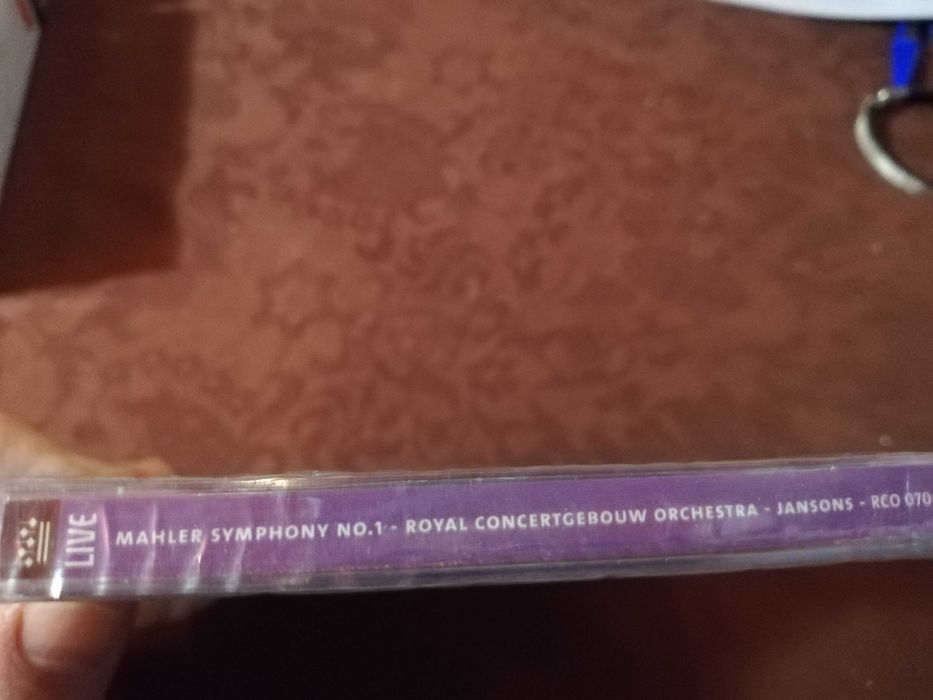 LIVE
MAHLER SYMPHONY NO.1 - ROYAL CONCERTGEBOUW ORCHESTRA - JANSONS - RCO 070